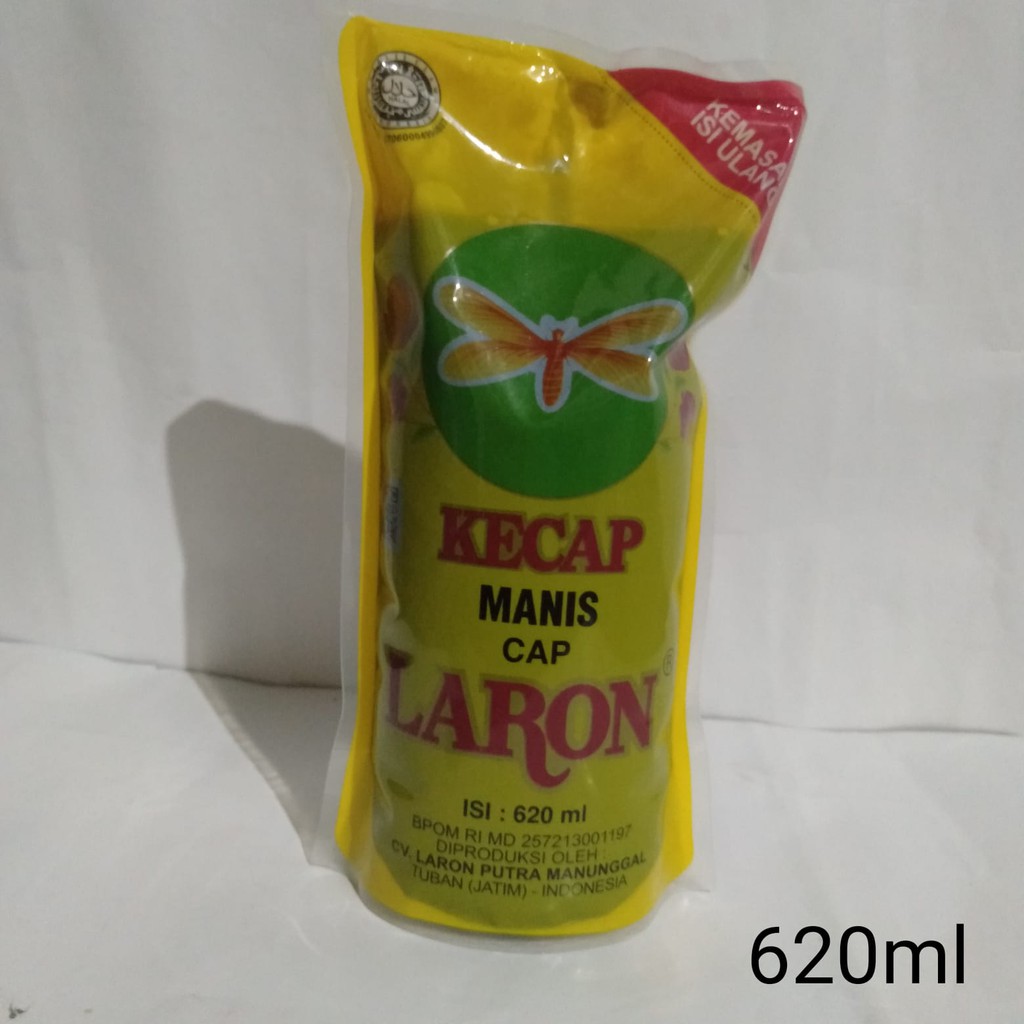 KEMASAN
ISI ULANG
KECAP
MANIS
CAP
LARON®
ISI : 620 ml
BPOM RI MD 257213001197
DIPRODUKSI OLEH :
CV. LARON PUTRA MANUNGGAL
TUBAN (JATIM) - INDONESIA
620ml